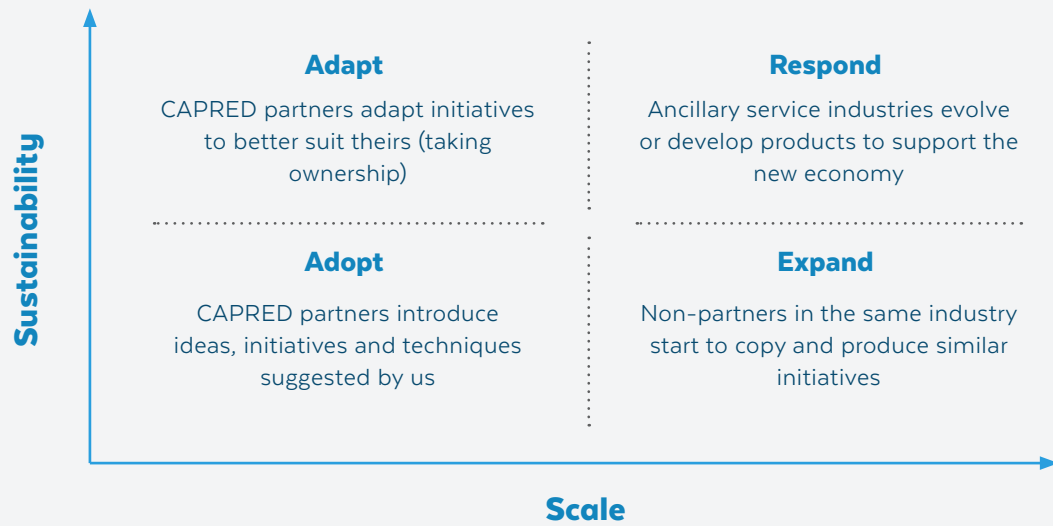 Sustainability
Adapt
CAPRED partners adapt initiatives
to better suit theirs (taking
ownership)
Respond
Ancillary service industries evolve
or develop products to support the
new economy
Adopt
CAPRED partners introduce
ideas, initiatives and techniques
suggested by us
Expand
Non-partners in the same industry
start to copy and produce similar
initiatives
Scale